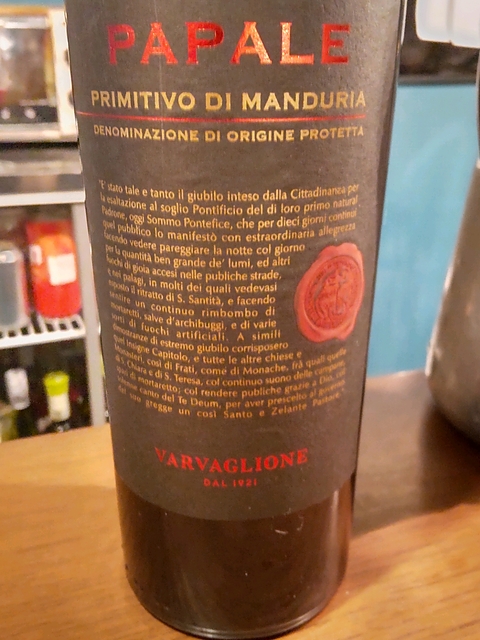 PAPALE
PRIMITIVO DI MANDURIA
DENOMINAZIONE DI ORIGINE PROTETTA
"E' stato tale e tanto il giubilo inteso dalla Cittadinanza per
la esaltazione al soglio Pontificio del di loro primo natural
Padrone, oggi Sommo Pontefice, che per dieci giorni continui
quel pubblico lo manifestò con estraordinaria allegrezza
facendo vedere pareggiare la notte col giorno
per la quantità ben grande de' lumi, ed altri
fuochi di gioia accesi nelle publiche strade,
e nei palagi, in molti dei quali vedevasi
esposto il ritratto di S. Santità, e facendo
sentire un continuo rimbombo di
mortaretti, salve d'archibuggi, e di varie
sorti di fuochi artificiali. A simili
dimostranze di estremo giubilo corrisposero
quel insigne Capitolo, e tutte le altre chiese e
Monasteri, così di Frati, come di Monache, frà quali quelle
di S. Chiara e di S. Teresa, col continuo suono delle campane,
spari di mortaretto; col rendere publiche grazie a Dio, col
solenne canto del Te Deum, per aver prescelto al governo
del suo gregge un così Santo e Zelante Pastore."
VARVAGLIONE
DAL 1921